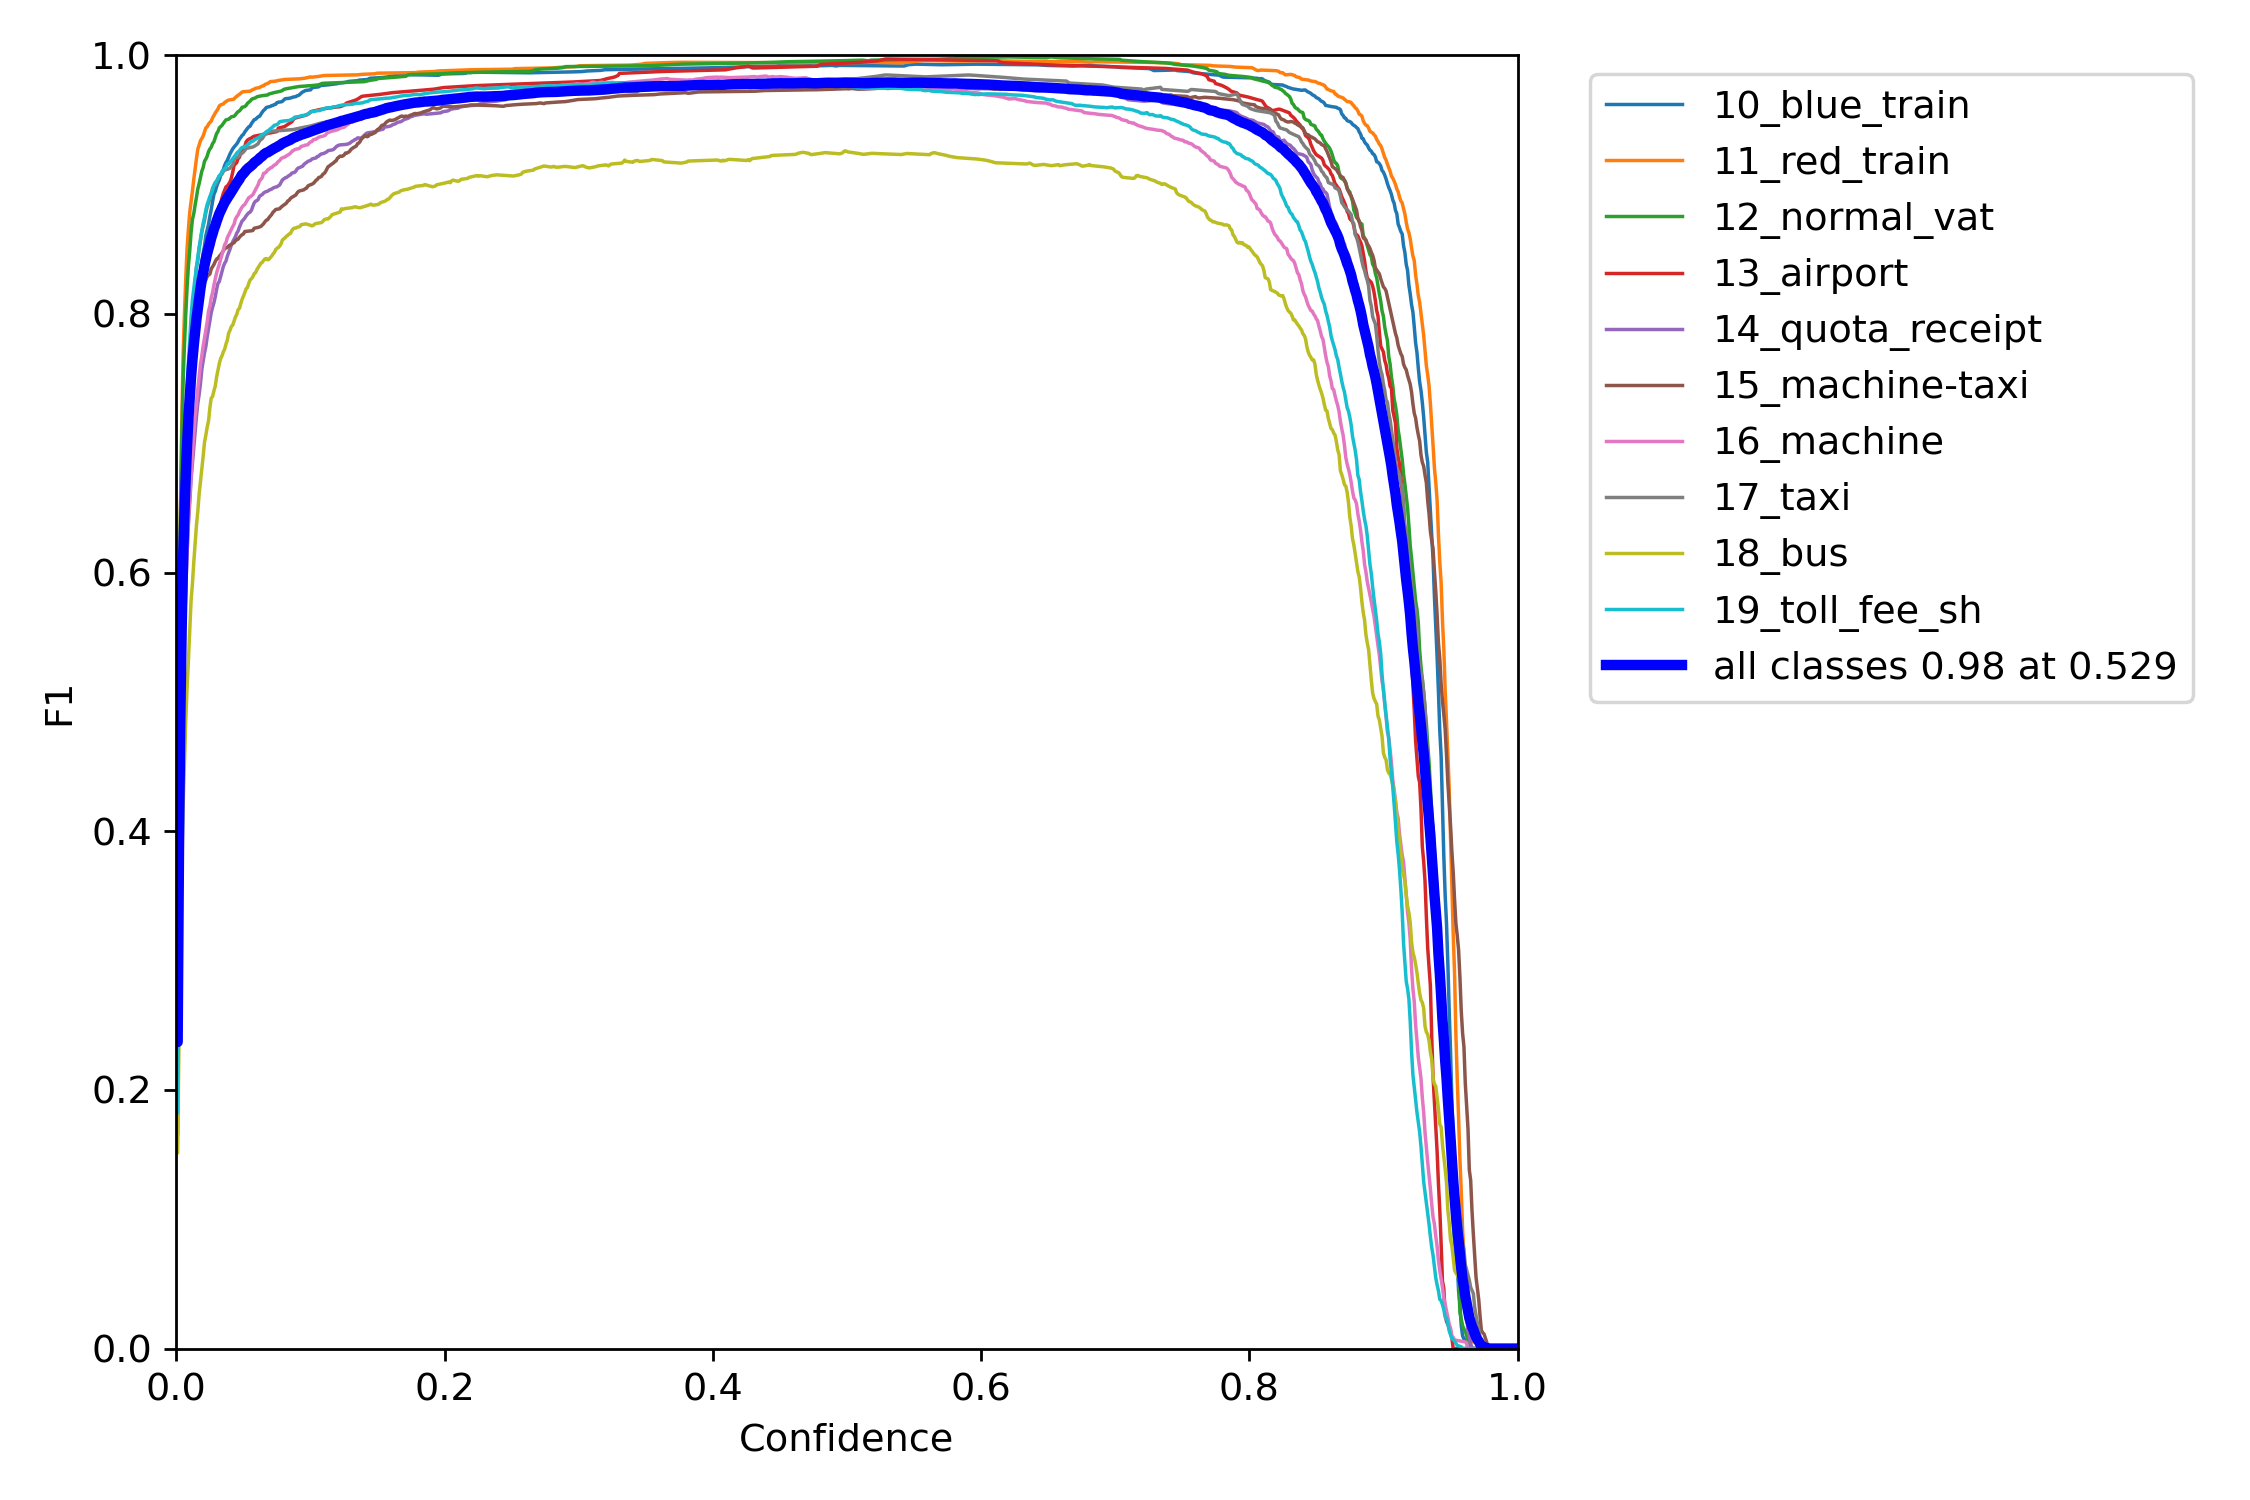 1.0
0.8
0.6
0.4
0.2
0.0
F1
0.0 0.2 0.4 0.6 0.8 1.0
Confidence
10_blue_train
11_red_train
12_normal_vat
13_airport
14_quota_receipt
15_machine-taxi
16_machine
17_taxi
18_bus
19_toll_fee_sh
all classes 0.98 at 0.529